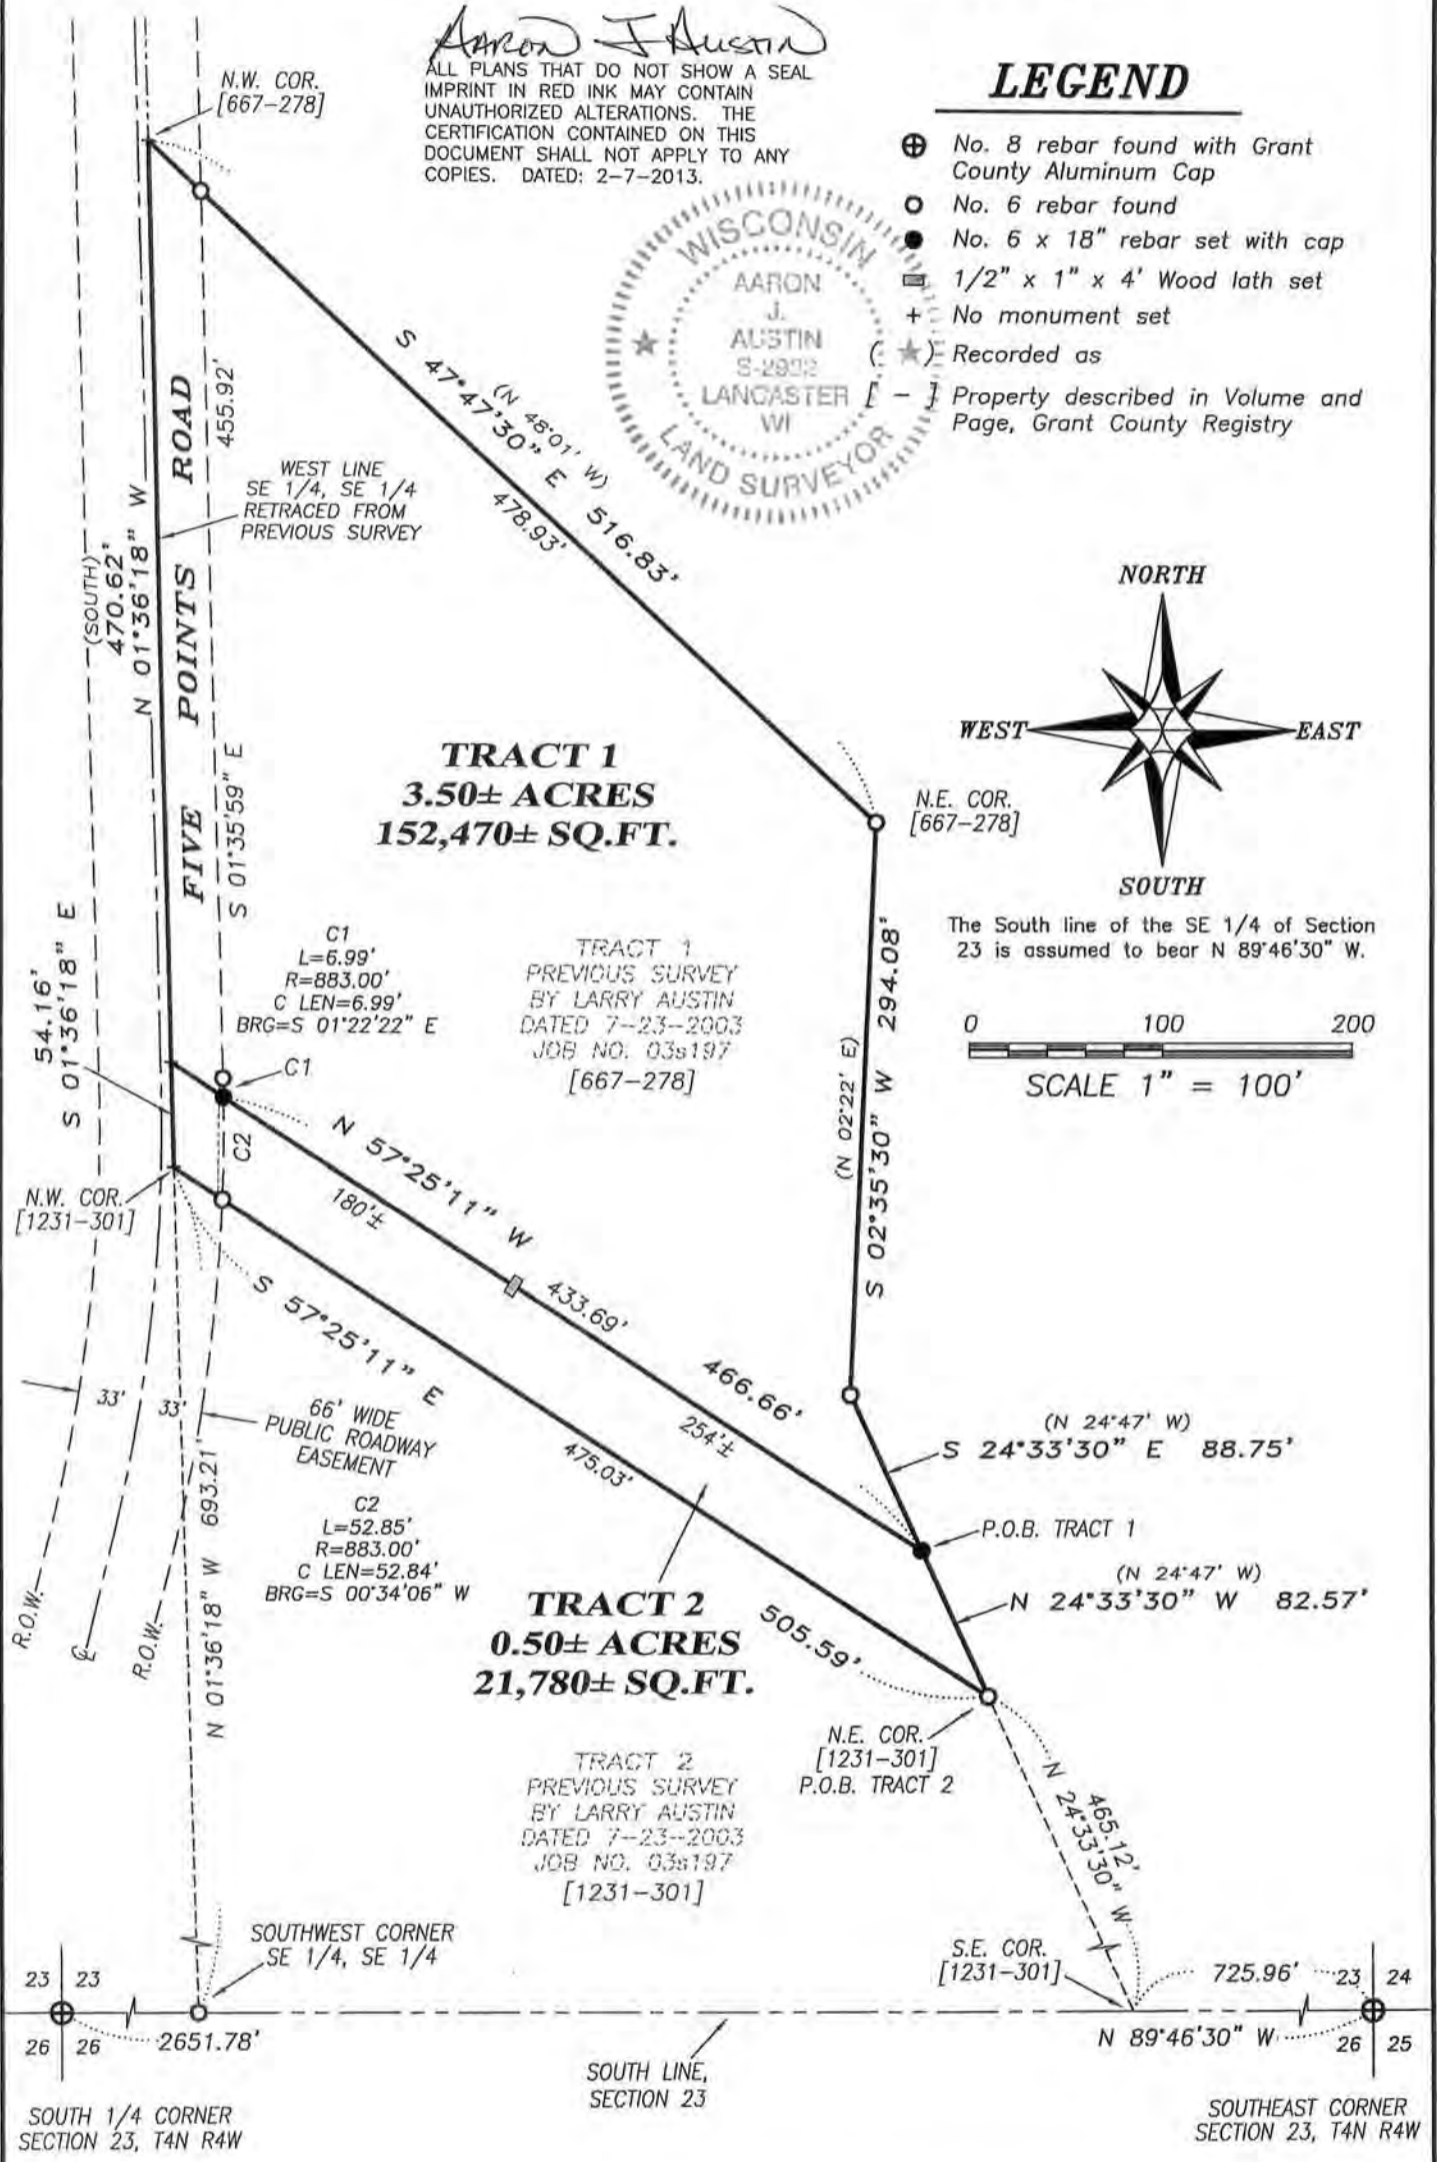 AARON J AUSTIN
ALL PLANS THAT DO NOT SHOW A SEAL
IMPRINT IN RED INK MAY CONTAIN
UNAUTHORIZED ALTERATIONS. THE
CERTIFICATION CONTAINED ON THIS
DOCUMENT SHALL NOT APPLY TO ANY
COPIES. DATED: 2-7-2013.
LEGEND
No. 8 rebar found with Grant
County Aluminum Cap
No. 6 rebar found
No. 6 x 18" rebar set with cap
1/2" x 1" x 4' Wood lath set
+ No monument set
( ) Recorded as
[ - ] Property described in Volume and
Page, Grant County Registry
WISCONSIN
AARON
J.
AUSTIN
S-2922
LANCASTER
WI
LAND SURVEYOR
N.W. COR.
[667-278]
S 47°47'30" E 516.83'
(N 48°01' W)
478.93'
455.92'
WEST LINE
SE 1/4, SE 1/4
RETRACED FROM
PREVIOUS SURVEY
(SOUTH)
470.62'
N 01°36'18" W
FIVE POINTS ROAD
S 01°35'59" E
NORTH
WEST
EAST
SOUTH
TRACT 1
3.50± ACRES
152,470± SQ.FT.
N.E. COR.
[667-278]
The South line of the SE 1/4 of Section
23 is assumed to bear N 89°46'30" W.
0 100 200
SCALE 1" = 100'
54.16'
S 01°36'18" E
C1
L=6.99'
R=883.00'
C LEN=6.99'
BRG=S 01°22'22" E
TRACT 1
PREVIOUS SURVEY
BY LARRY AUSTIN
DATED 7-23-2003
JOB NO. 03s197
[667-278]
(N 02°22' E)
S 02°35'30" W 294.08'
C1
C2
N 57°25'11" W
180'±
433.69'
466.66'
254'±
N.W. COR.
[1231-301]
S 57°25'11" E
475.03'
505.59'
33' 33'
66' WIDE
PUBLIC ROADWAY
EASEMENT
(N 24°47' W)
S 24°33'30" E 88.75'
P.O.B. TRACT 1
(N 24°47' W)
N 24°33'30" W 82.57'
C2
L=52.85'
R=883.00'
C LEN=52.84'
BRG=S 00°34'06" W
R.O.W.
℄
R.O.W.
N 01°36'18" W 693.21'
TRACT 2
0.50± ACRES
21,780± SQ.FT.
N.E. COR.
[1231-301]
P.O.B. TRACT 2
TRACT 2
PREVIOUS SURVEY
BY LARRY AUSTIN
DATED 7-23-2003
JOB NO. 03s197
[1231-301]
465.12'
N 24°33'30" W
SOUTHWEST CORNER
SE 1/4, SE 1/4
S.E. COR.
[1231-301]
725.96'
23 23
26 26
2651.78'
23 24
26 25
N 89°46'30" W
SOUTH LINE,
SECTION 23
SOUTH 1/4 CORNER
SECTION 23, T4N R4W
SOUTHEAST CORNER
SECTION 23, T4N R4W